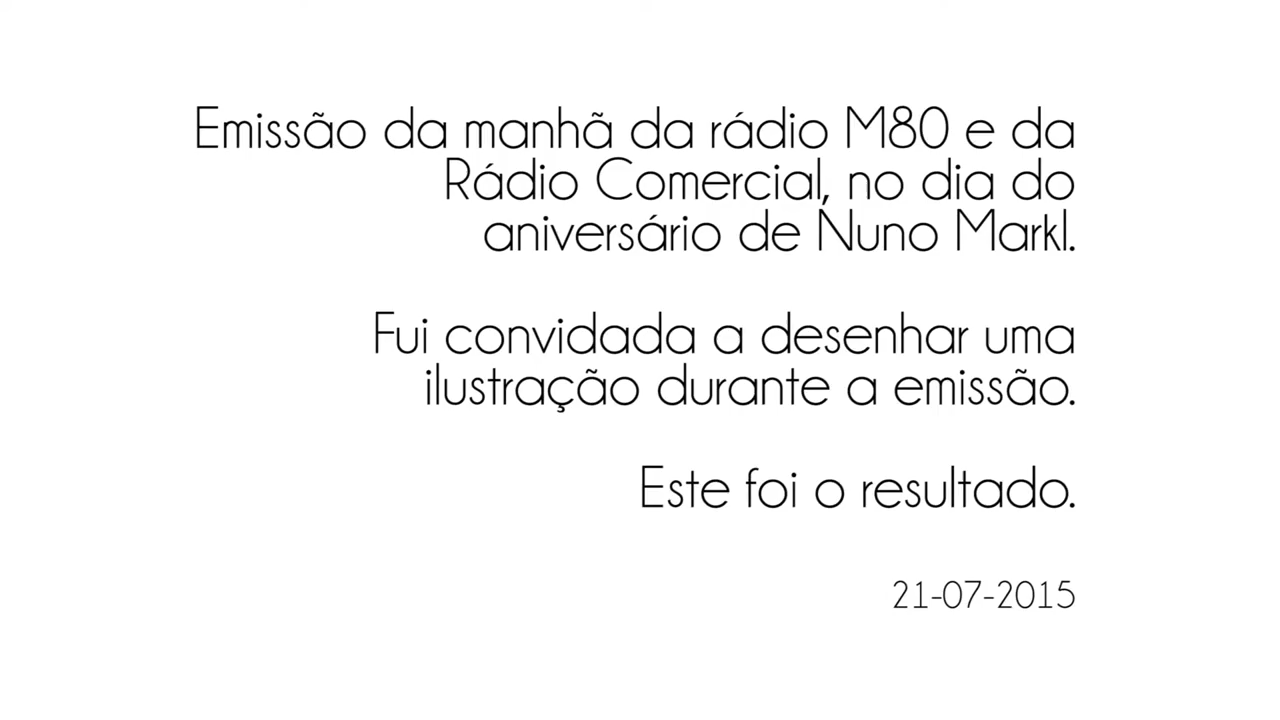 Emissão da manhã da rádio M80 e da
Rádio Comercial, no dia do
aniversário de Nuno Markl.
Fui convidada a desenhar uma
ilustração durante a emissão.
Este foi o resultado.
21-07-2015